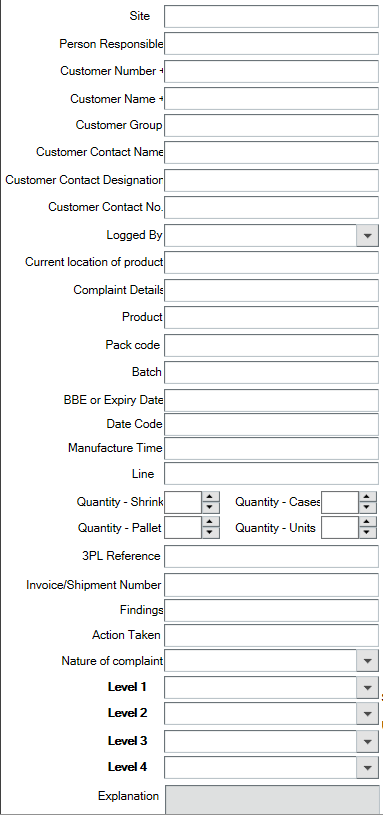 Site
Person Responsible
Customer Number +
Customer Name +
Customer Group
Customer Contact Name
Customer Contact Designation
Customer Contact No.
Logged By
Current location of product
Complaint Details
Product
Pack code
Batch
BBE or Expiry Date
Date Code
Manufacture Time
Line
Quantity - Shrink Quantity - Cases
Quantity - Pallet Quantity - Units
3PL Reference
Invoice/Shipment Number
Findings
Action Taken
Nature of complaint
Level 1
Level 2
Level 3
Level 4
Explanation